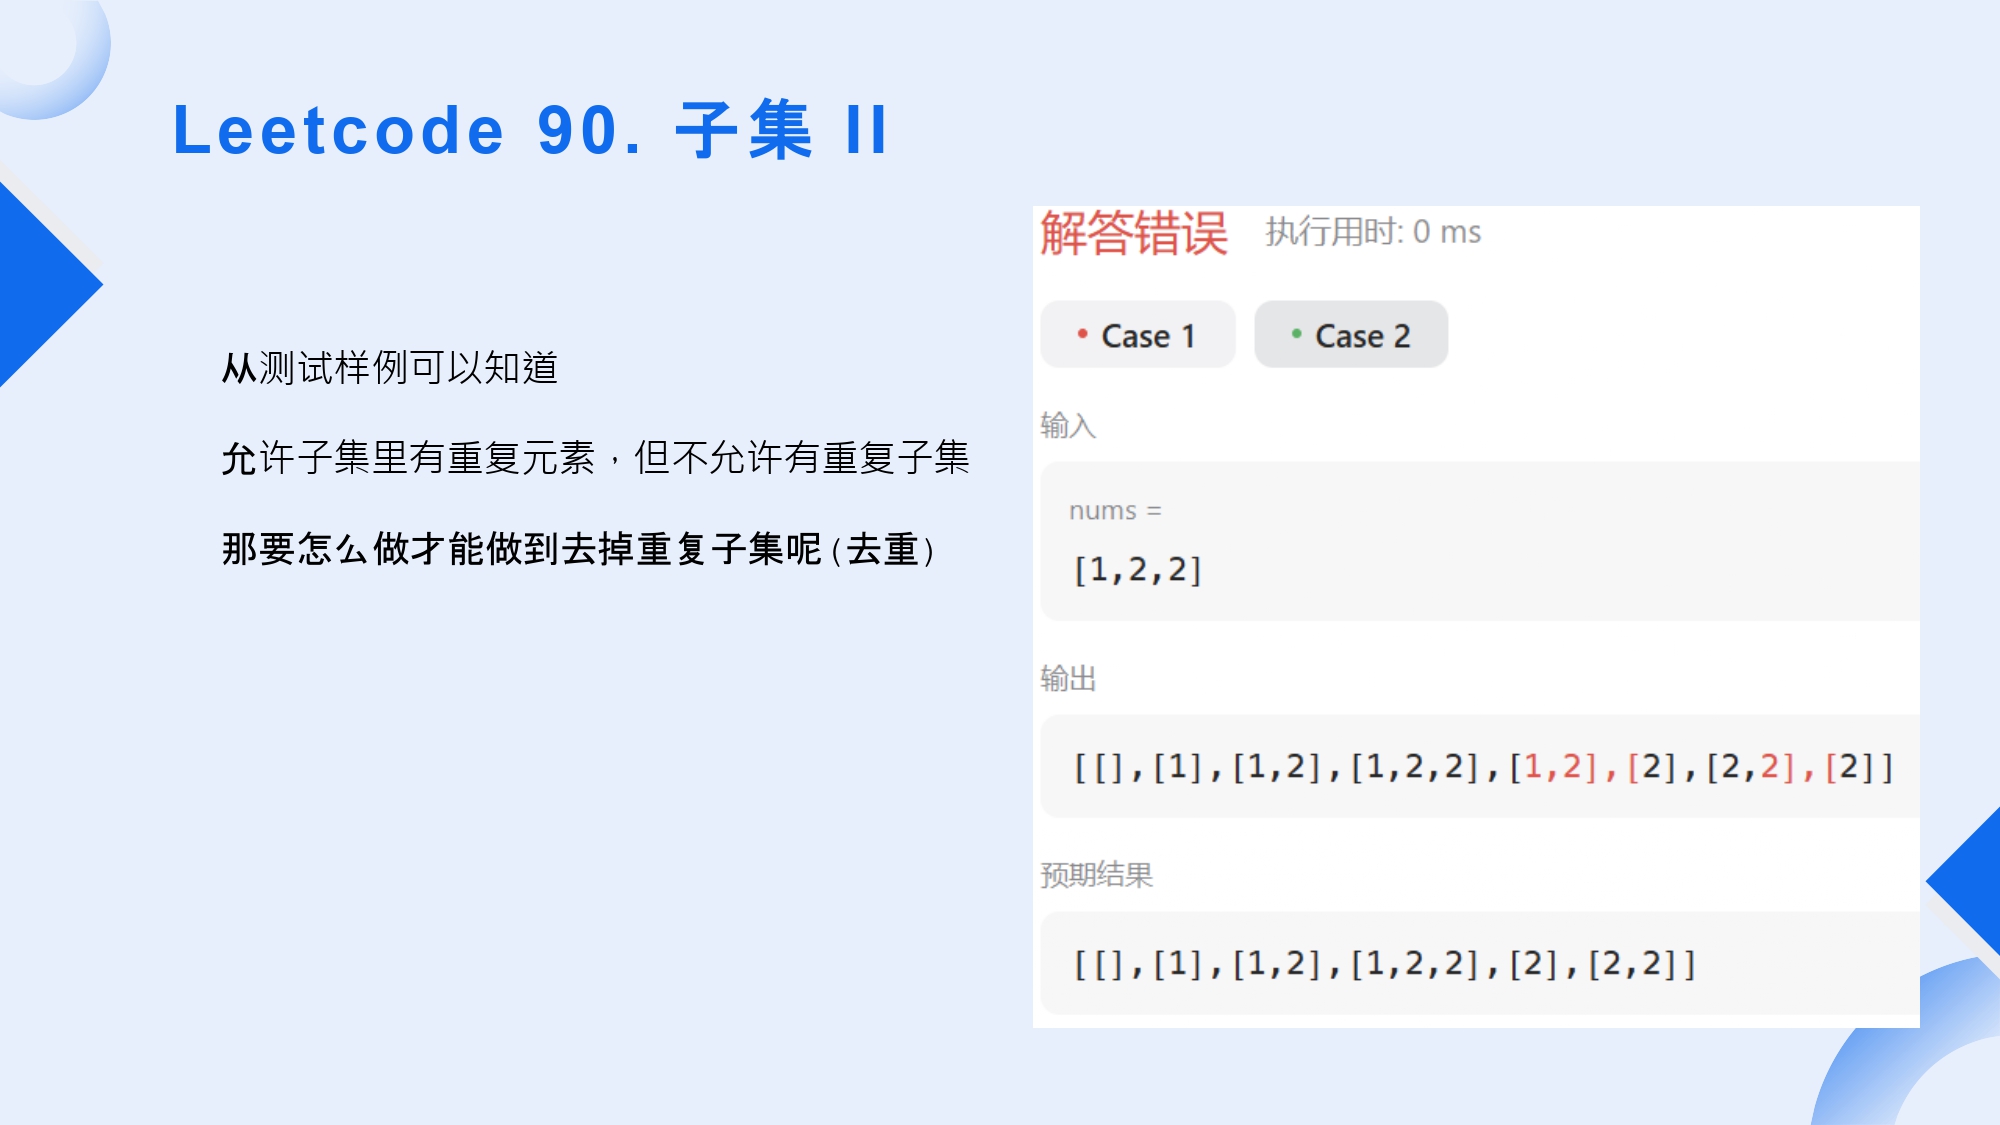 Leetcode 90. 子集 II
从测试样例可以知道
允许子集里有重复元素，但不允许有重复子集
那要怎么做才能做到去掉重复子集呢(去重)
解答错误 执行用时: 0 ms
Case 1 Case 2
输入
nums =
[1,2,2]
输出
[[],[1],[1,2],[1,2,2],[1,2],[2],[2,2],[2]]
预期结果
[[],[1],[1,2],[1,2,2],[2],[2,2]]